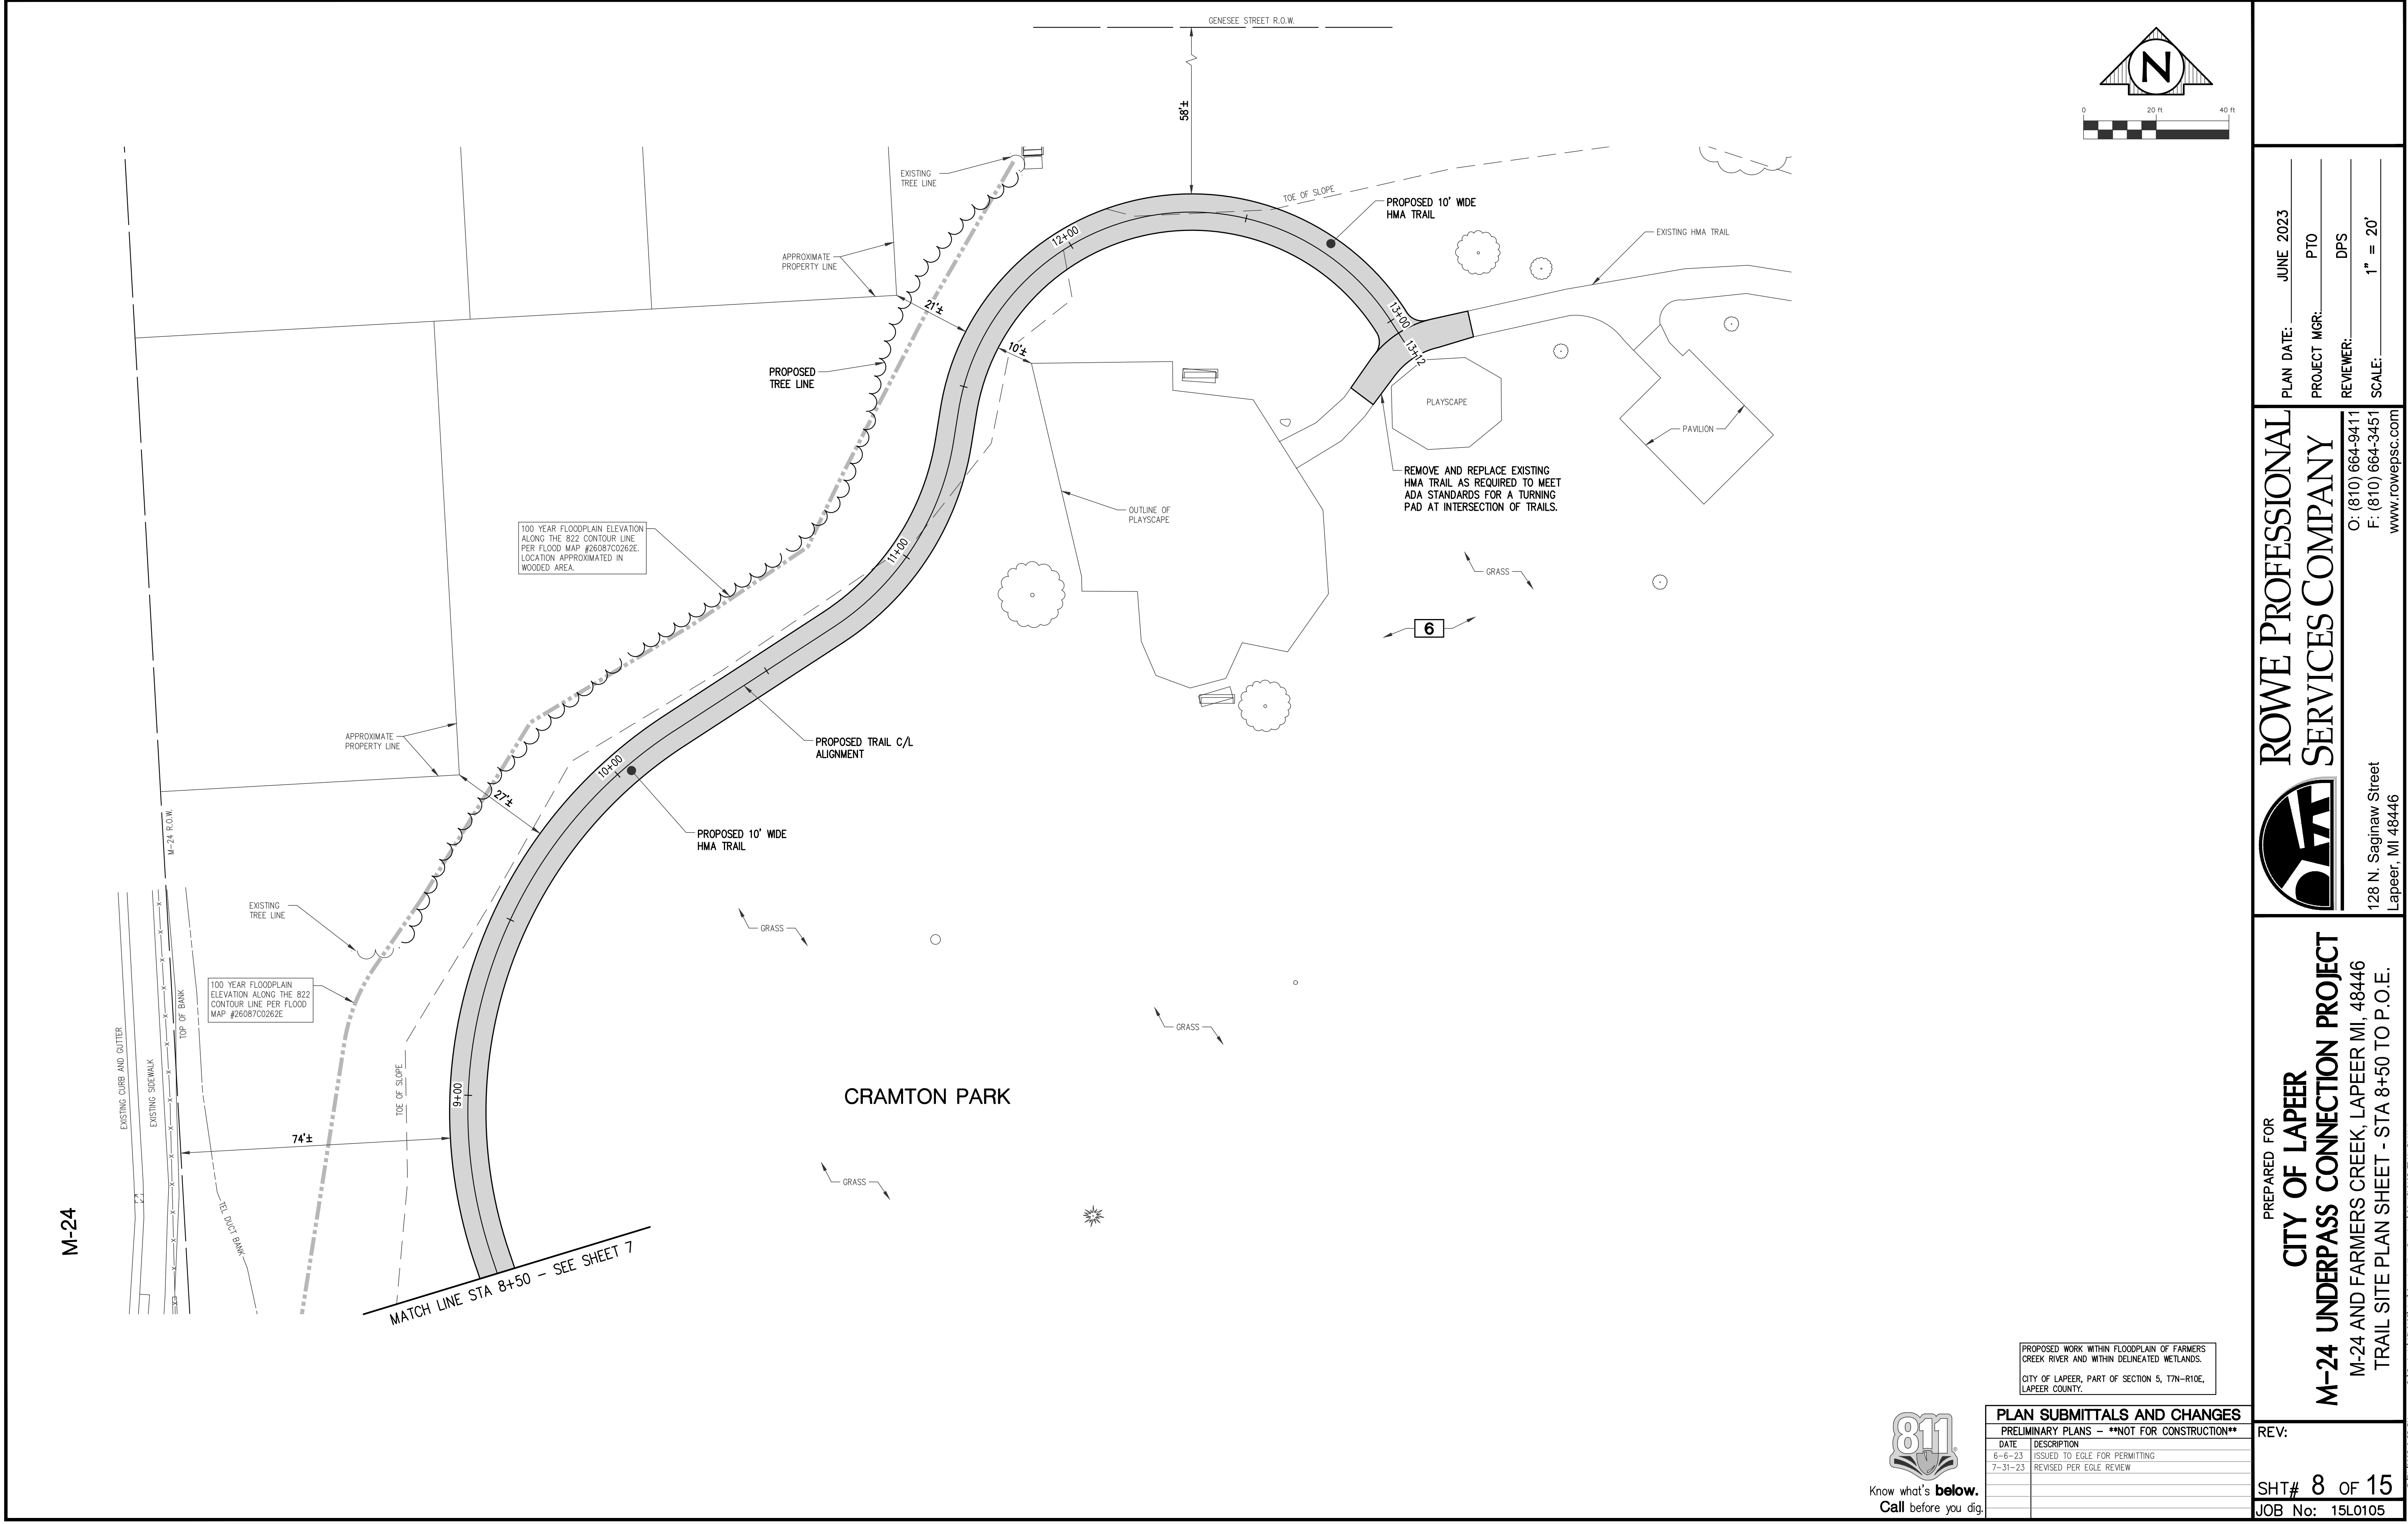 GENESEE STREET R.O.W.
58'±
N
0 20 ft 40 ft
EXISTING
TREE LINE
TOE OF SLOPE
PROPOSED 10' WIDE
HMA TRAIL
EXISTING HMA TRAIL
12+00
APPROXIMATE
PROPERTY LINE
21'±
13+00
13+12
10'±
PROPOSED
TREE LINE
PLAYSCAPE
PAVILION
REMOVE AND REPLACE EXISTING
HMA TRAIL AS REQUIRED TO MEET
ADA STANDARDS FOR A TURNING
PAD AT INTERSECTION OF TRAILS.
OUTLINE OF
PLAYSCAPE
100 YEAR FLOODPLAIN ELEVATION
ALONG THE 822 CONTOUR LINE
PER FLOOD MAP #26087C0262E.
LOCATION APPROXIMATED IN
WOODED AREA.
11+00
GRASS
6
APPROXIMATE
PROPERTY LINE
PROPOSED TRAIL C/L
ALIGNMENT
10+00
27'±
PROPOSED 10' WIDE
HMA TRAIL
M-24 R.O.W.
EXISTING
TREE LINE
GRASS
100 YEAR FLOODPLAIN
ELEVATION ALONG THE 822
CONTOUR LINE PER FLOOD
MAP #26087C0262E
TOP OF BANK
EXISTING CURB AND GUTTER
EXISTING SIDEWALK
TOE OF SLOPE
9+00
GRASS
CRAMTON PARK
74'±
GRASS
M-24
TEL DUCT BANK
MATCH LINE STA 8+50 - SEE SHEET 7
PROPOSED WORK WITHIN FLOODPLAIN OF FARMERS
CREEK RIVER AND WITHIN DELINEATED WETLANDS.
CITY OF LAPEER, PART OF SECTION 5, T7N-R10E,
LAPEER COUNTY.
811
Know what's below.
Call before you dig.
PLAN SUBMITTALS AND CHANGES
PRELIMINARY PLANS - **NOT FOR CONSTRUCTION**
DATE DESCRIPTION
6-6-23 ISSUED TO EGLE FOR PERMITTING
7-31-23 REVISED PER EGLE REVIEW
PLAN DATE: JUNE 2023
PROJECT MGR: PTO
REVIEWER: DPS
SCALE: 1" = 20'
ROWE PROFESSIONAL
SERVICES COMPANY
O: (810) 664-9411
F: (810) 664-3451
www.rowepsc.com
128 N. Saginaw Street
Lapeer, MI 48446
PREPARED FOR
CITY OF LAPEER
M-24 UNDERPASS CONNECTION PROJECT
M-24 AND FARMERS CREEK, LAPEER MI, 48446
TRAIL SITE PLAN SHEET - STA 8+50 TO P.O.E.
REV:
SHT# 8 OF 15
JOB No: 15L0105